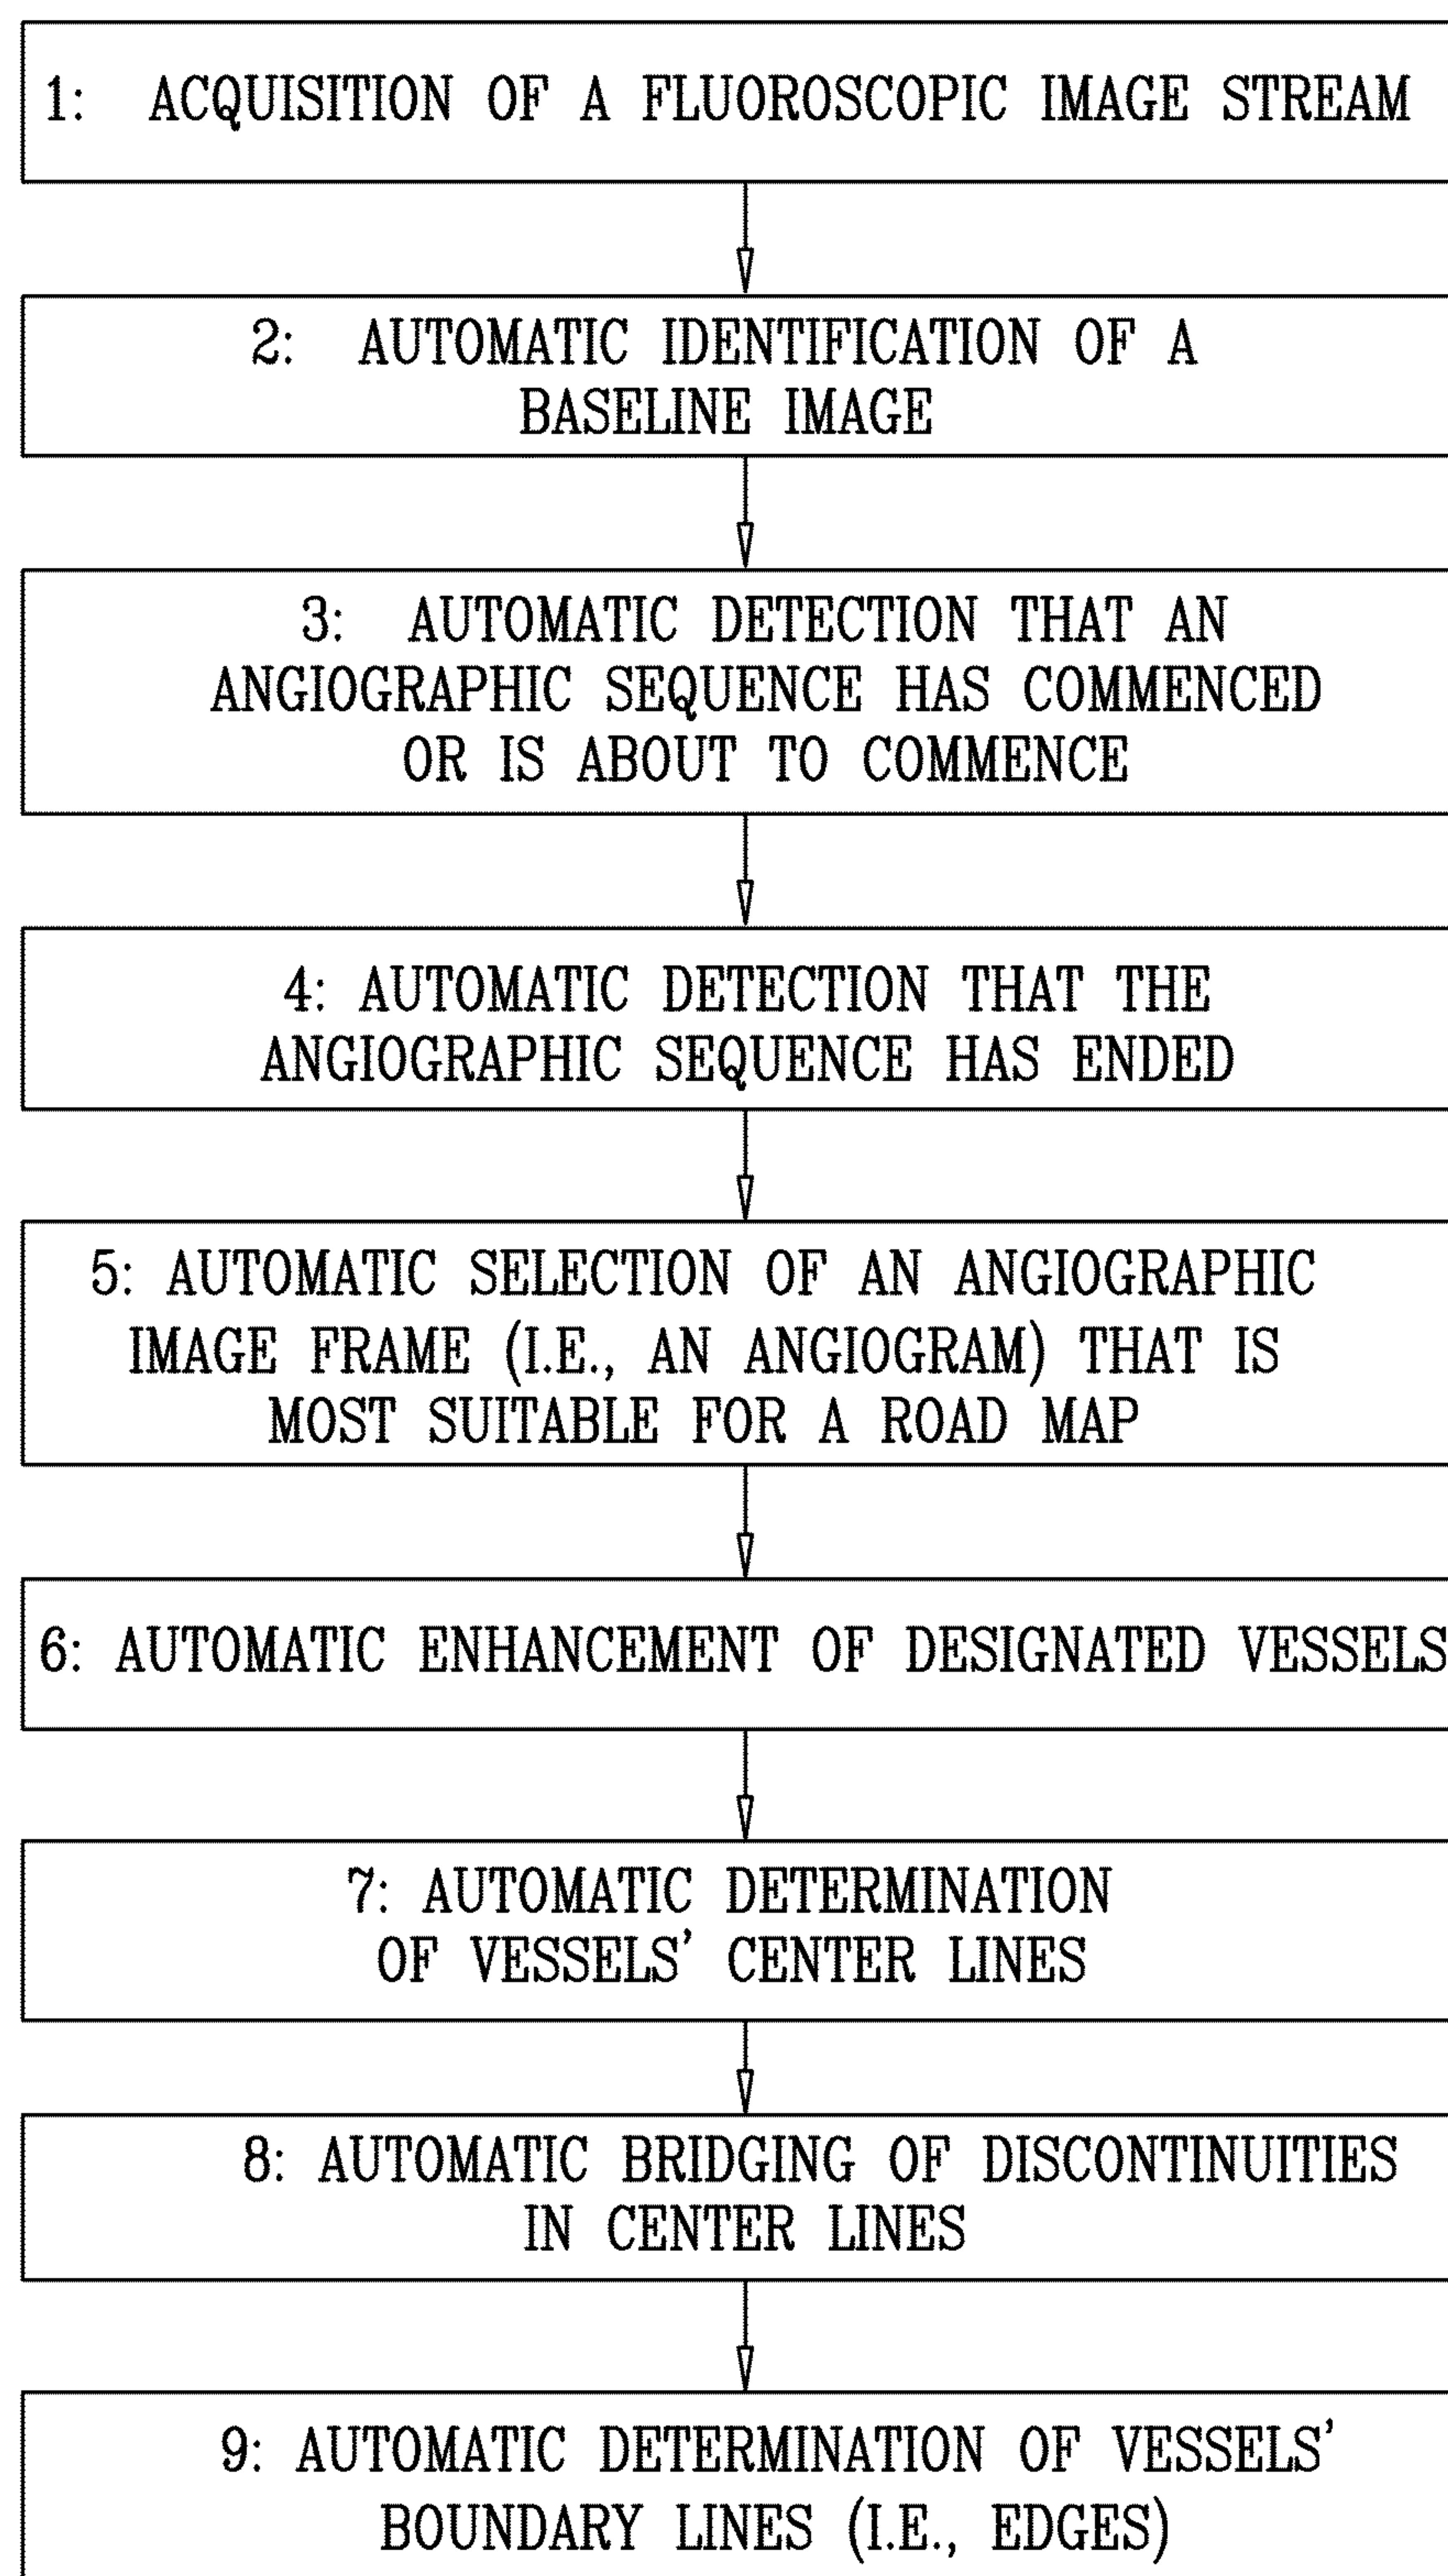 1: ACQUISITION OF A FLUOROSCOPIC IMAGE STREAM
2: AUTOMATIC IDENTIFICATION OF A
BASELINE IMAGE
3: AUTOMATIC DETECTION THAT AN
ANGIOGRAPHIC SEQUENCE HAS COMMENCED
OR IS ABOUT TO COMMENCE
4: AUTOMATIC DETECTION THAT THE
ANGIOGRAPHIC SEQUENCE HAS ENDED
5: AUTOMATIC SELECTION OF AN ANGIOGRAPHIC
IMAGE FRAME (I.E., AN ANGIOGRAM) THAT IS
MOST SUITABLE FOR A ROAD MAP
6: AUTOMATIC ENHANCEMENT OF DESIGNATED VESSELS
7: AUTOMATIC DETERMINATION
OF VESSELS' CENTER LINES
8: AUTOMATIC BRIDGING OF DISCONTINUITIES
IN CENTER LINES
9: AUTOMATIC DETERMINATION OF VESSELS'
BOUNDARY LINES (I.E., EDGES)